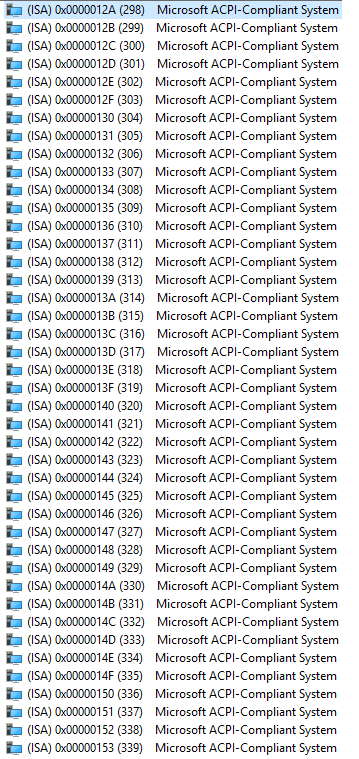 (ISA) 0x0000012A (298) Microsoft ACPI-Compliant System
(ISA) 0x0000012B (299) Microsoft ACPI-Compliant System
(ISA) 0x0000012C (300) Microsoft ACPI-Compliant System
(ISA) 0x0000012D (301) Microsoft ACPI-Compliant System
(ISA) 0x0000012E (302) Microsoft ACPI-Compliant System
(ISA) 0x0000012F (303) Microsoft ACPI-Compliant System
(ISA) 0x00000130 (304) Microsoft ACPI-Compliant System
(ISA) 0x00000131 (305) Microsoft ACPI-Compliant System
(ISA) 0x00000132 (306) Microsoft ACPI-Compliant System
(ISA) 0x00000133 (307) Microsoft ACPI-Compliant System
(ISA) 0x00000134 (308) Microsoft ACPI-Compliant System
(ISA) 0x00000135 (309) Microsoft ACPI-Compliant System
(ISA) 0x00000136 (310) Microsoft ACPI-Compliant System
(ISA) 0x00000137 (311) Microsoft ACPI-Compliant System
(ISA) 0x00000138 (312) Microsoft ACPI-Compliant System
(ISA) 0x00000139 (313) Microsoft ACPI-Compliant System
(ISA) 0x0000013A (314) Microsoft ACPI-Compliant System
(ISA) 0x0000013B (315) Microsoft ACPI-Compliant System
(ISA) 0x0000013C (316) Microsoft ACPI-Compliant System
(ISA) 0x0000013D (317) Microsoft ACPI-Compliant System
(ISA) 0x0000013E (318) Microsoft ACPI-Compliant System
(ISA) 0x0000013F (319) Microsoft ACPI-Compliant System
(ISA) 0x00000140 (320) Microsoft ACPI-Compliant System
(ISA) 0x00000141 (321) Microsoft ACPI-Compliant System
(ISA) 0x00000142 (322) Microsoft ACPI-Compliant System
(ISA) 0x00000143 (323) Microsoft ACPI-Compliant System
(ISA) 0x00000144 (324) Microsoft ACPI-Compliant System
(ISA) 0x00000145 (325) Microsoft ACPI-Compliant System
(ISA) 0x00000146 (326) Microsoft ACPI-Compliant System
(ISA) 0x00000147 (327) Microsoft ACPI-Compliant System
(ISA) 0x00000148 (328) Microsoft ACPI-Compliant System
(ISA) 0x00000149 (329) Microsoft ACPI-Compliant System
(ISA) 0x0000014A (330) Microsoft ACPI-Compliant System
(ISA) 0x0000014B (331) Microsoft ACPI-Compliant System
(ISA) 0x0000014C (332) Microsoft ACPI-Compliant System
(ISA) 0x0000014D (333) Microsoft ACPI-Compliant System
(ISA) 0x0000014E (334) Microsoft ACPI-Compliant System
(ISA) 0x0000014F (335) Microsoft ACPI-Compliant System
(ISA) 0x00000150 (336) Microsoft ACPI-Compliant System
(ISA) 0x00000151 (337) Microsoft ACPI-Compliant System
(ISA) 0x00000152 (338) Microsoft ACPI-Compliant System
(ISA) 0x00000153 (339) Microsoft ACPI-Compliant System